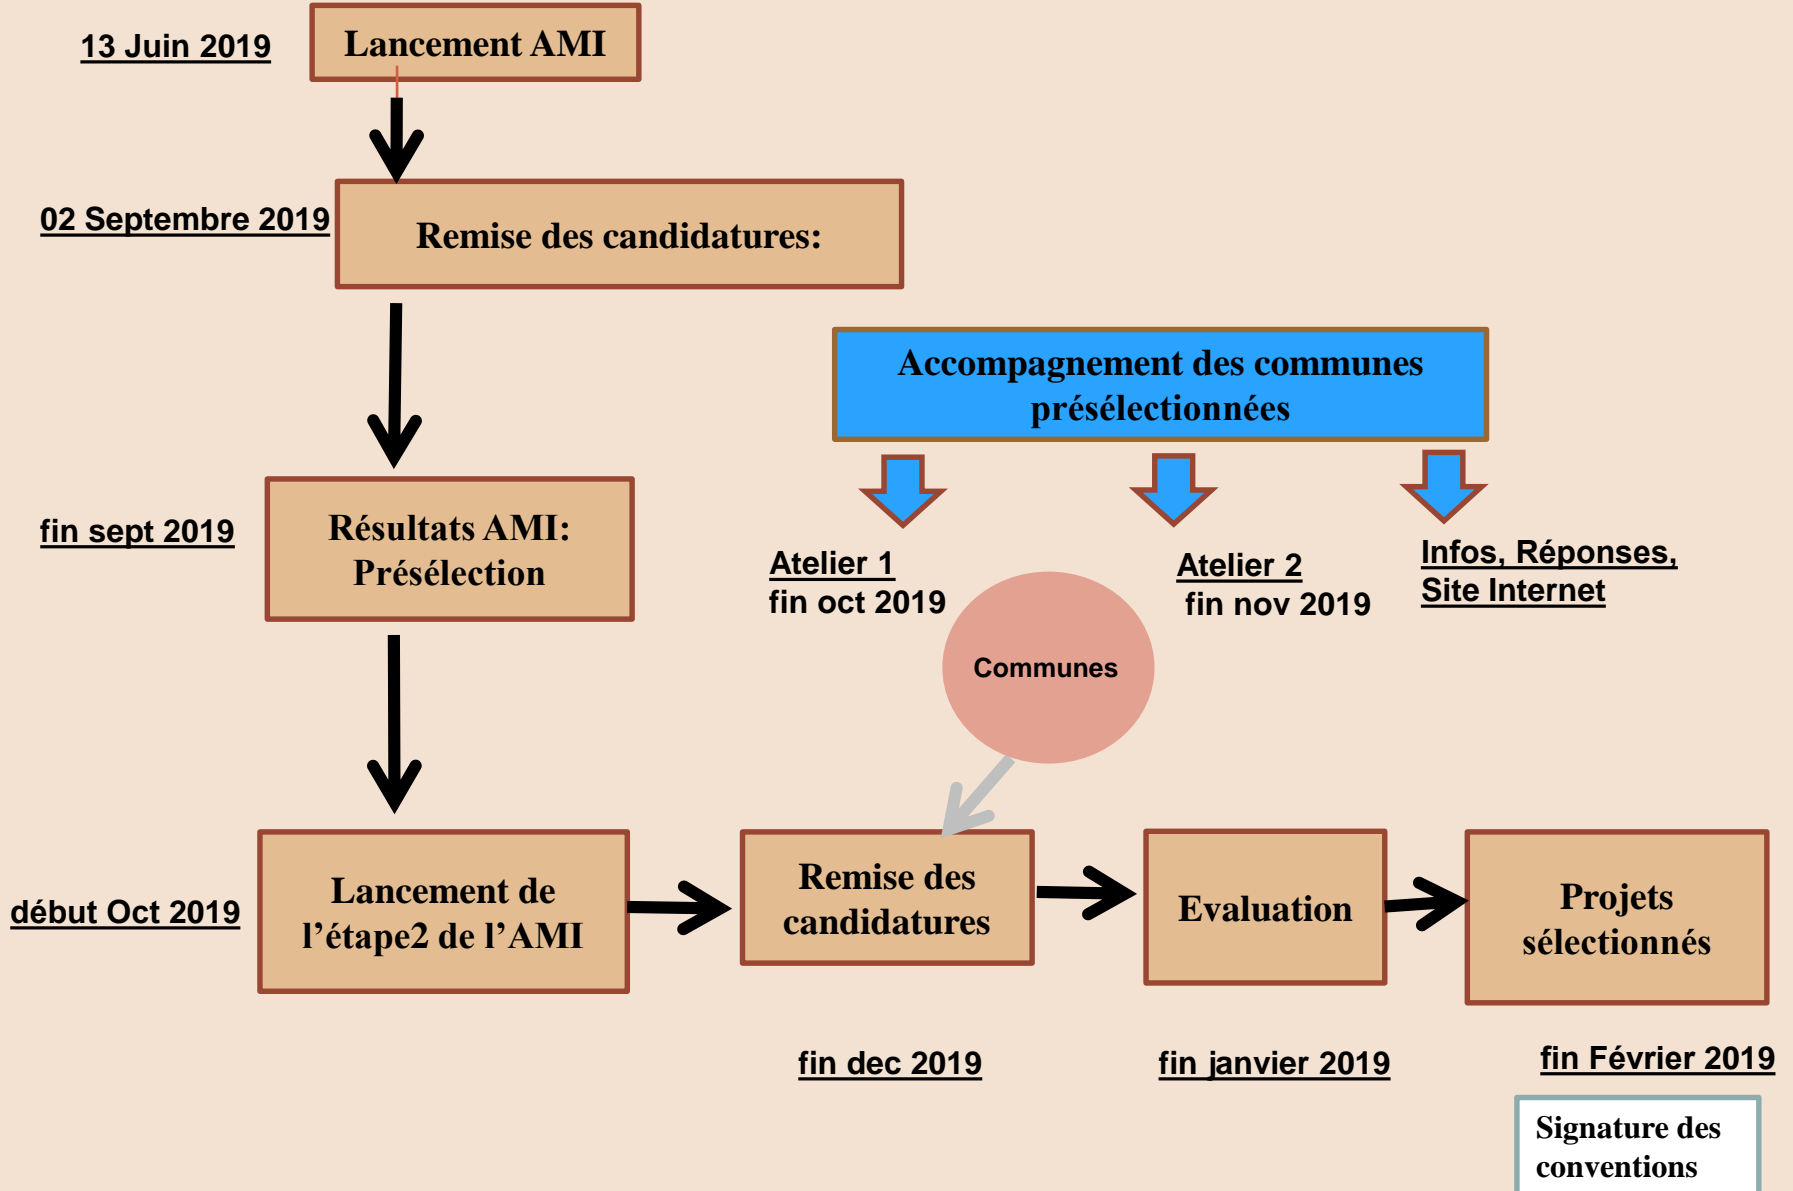 13 Juin 2019
Lancement AMI
02 Septembre 2019
Remise des candidatures:
Accompagnement des communes
présélectionnées
fin sept 2019
Résultats AMI:
Présélection
Atelier 1
fin oct 2019
Atelier 2
fin nov 2019
Infos, Réponses,
Site Internet
Communes
début Oct 2019
Lancement de
l’étape2 de l’AMI
Remise des
candidatures
Evaluation
Projets
sélectionnés
fin dec 2019
fin janvier 2019
fin Février 2019
Signature des
conventions